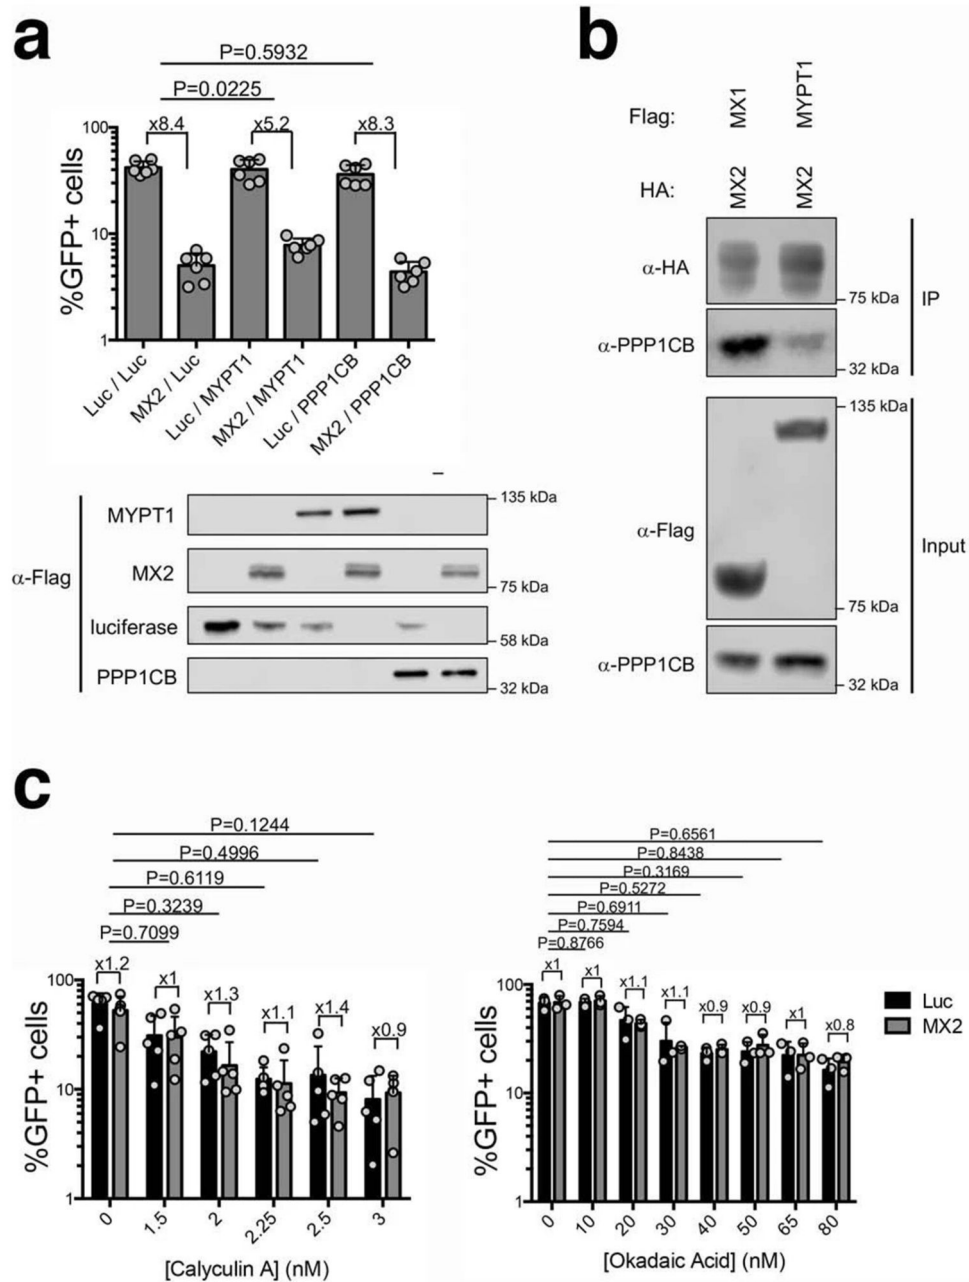 a
P=0.5932
P=0.0225
x8.4
x5.2
x8.3
100
10
1
%GFP+ cells
Luc / Luc
MX2 / Luc
Luc / MYPT1
MX2 / MYPT1
Luc / PPP1CB
MX2 / PPP1CB
α-Flag
MYPT1
135 kDa
MX2
75 kDa
luciferase
58 kDa
PPP1CB
32 kDa
b
Flag:
MX1
MYPT1
HA:
MX2
MX2
α-HA
75 kDa
α-PPP1CB
32 kDa
IP
135 kDa
α-Flag
75 kDa
α-PPP1CB
32 kDa
Input
c
P=0.1244
P=0.4996
P=0.6119
P=0.3239
P=0.7099
x1.2
x1
x1.3
x1.1
x1.4
x0.9
100
10
1
%GFP+ cells
0
1.5
2
2.25
2.5
3
[Calyculin A] (nM)
P=0.6561
P=0.8438
P=0.3169
P=0.5272
P=0.6911
P=0.7594
P=0.8766
x1
x1
x1.1
x1.1
x0.9
x0.9
x1
x0.8
100
10
1
%GFP+ cells
0
10
20
30
40
50
65
80
[Okadaic Acid] (nM)
Luc
MX2